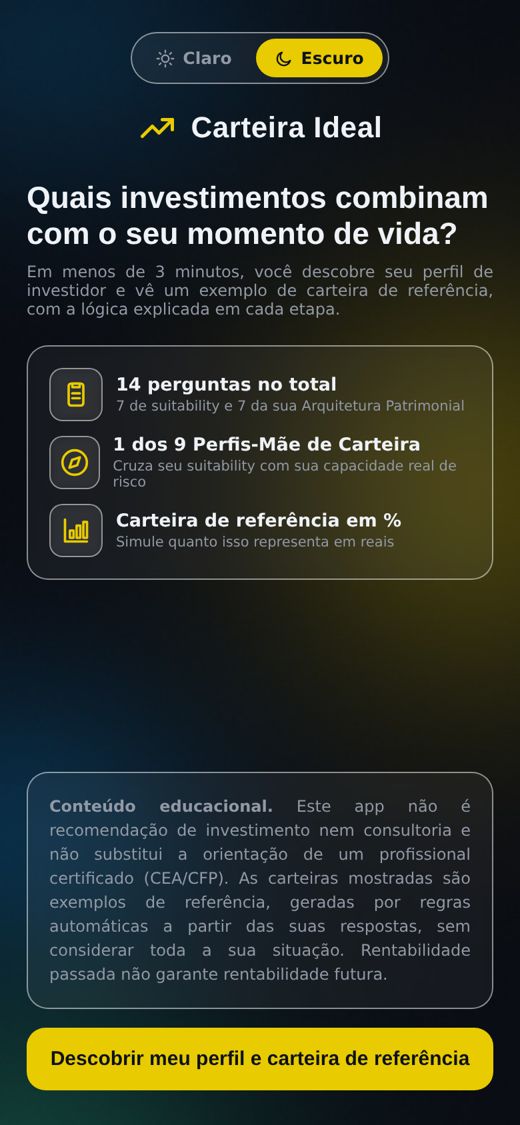 Claro
Escuro
Carteira Ideal
Quais investimentos combinam
com o seu momento de vida?
Em menos de 3 minutos, você descobre seu perfil de
investidor e vê um exemplo de carteira de referência,
com a lógica explicada em cada etapa.
14 perguntas no total
7 de suitability e 7 da sua Arquitetura Patrimonial
1 dos 9 Perfis-Mãe de Carteira
Cruza seu suitability com sua capacidade real de
risco
Carteira de referência em %
Simule quanto isso representa em reais
Conteúdo educacional. Este app não é
recomendação de investimento nem consultoria e
não substitui a orientação de um profissional
certificado (CEA/CFP). As carteiras mostradas são
exemplos de referência, geradas por regras
automáticas a partir das suas respostas, sem
considerar toda a sua situação. Rentabilidade
passada não garante rentabilidade futura.
Descobrir meu perfil e carteira de referência